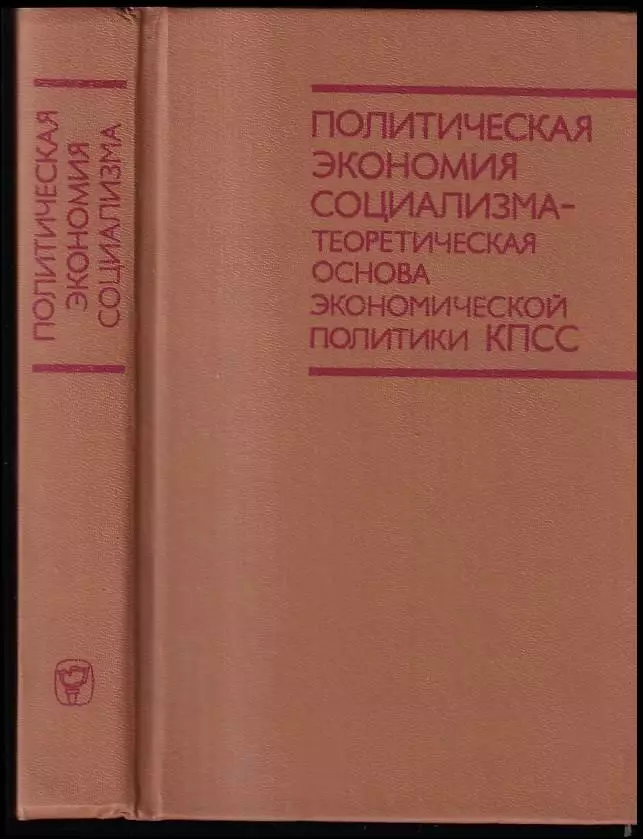 ПОЛИТИЧЕСКАЯ
ЭКОНОМИЯ
СОЦИАЛИЗМА
ПОЛИТИЧЕСКАЯ
ЭКОНОМИЯ
СОЦИАЛИЗМА-
ТЕОРЕТИЧЕСКАЯ
ОСНОВА
ЭКОНОМИЧЕСКОЙ
ПОЛИТИКИ КПСС